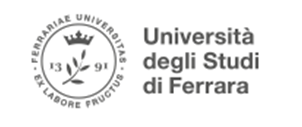 FERRARIAE UNIVERSITAS
13 91
EX LABORE FRUCTUS
Università
degli Studi
di Ferrara